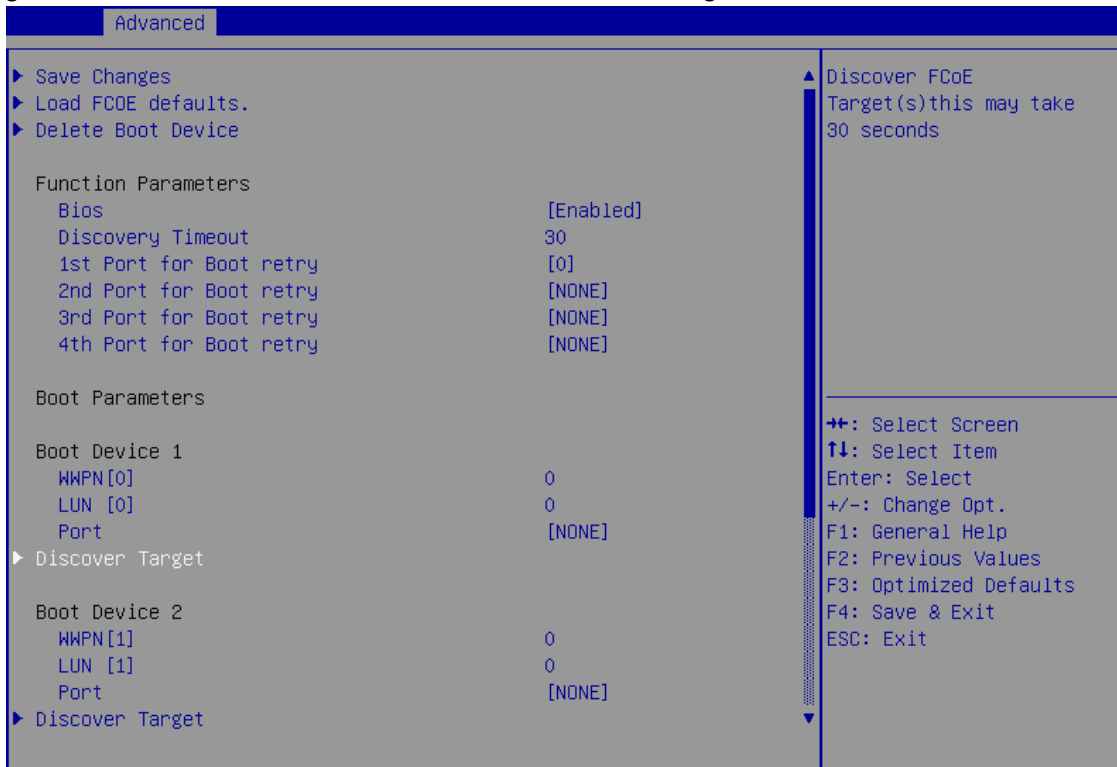 Advanced
Save Changes
Load FCOE defaults.
Delete Boot Device
Function Parameters
Bios [Enabled]
Discovery Timeout 30
1st Port for Boot retry [0]
2nd Port for Boot retry [NONE]
3rd Port for Boot retry [NONE]
4th Port for Boot retry [NONE]
Boot Parameters
Boot Device 1
WWPN[0] 0
LUN [0] 0
Port [NONE]
Discover Target
Boot Device 2
WWPN[1] 0
LUN [1] 0
Port [NONE]
Discover Target
Discover FCoE
Target(s)this may take
30 seconds
→←: Select Screen
↑↓: Select Item
Enter: Select
+/-: Change Opt.
F1: General Help
F2: Previous Values
F3: Optimized Defaults
F4: Save & Exit
ESC: Exit